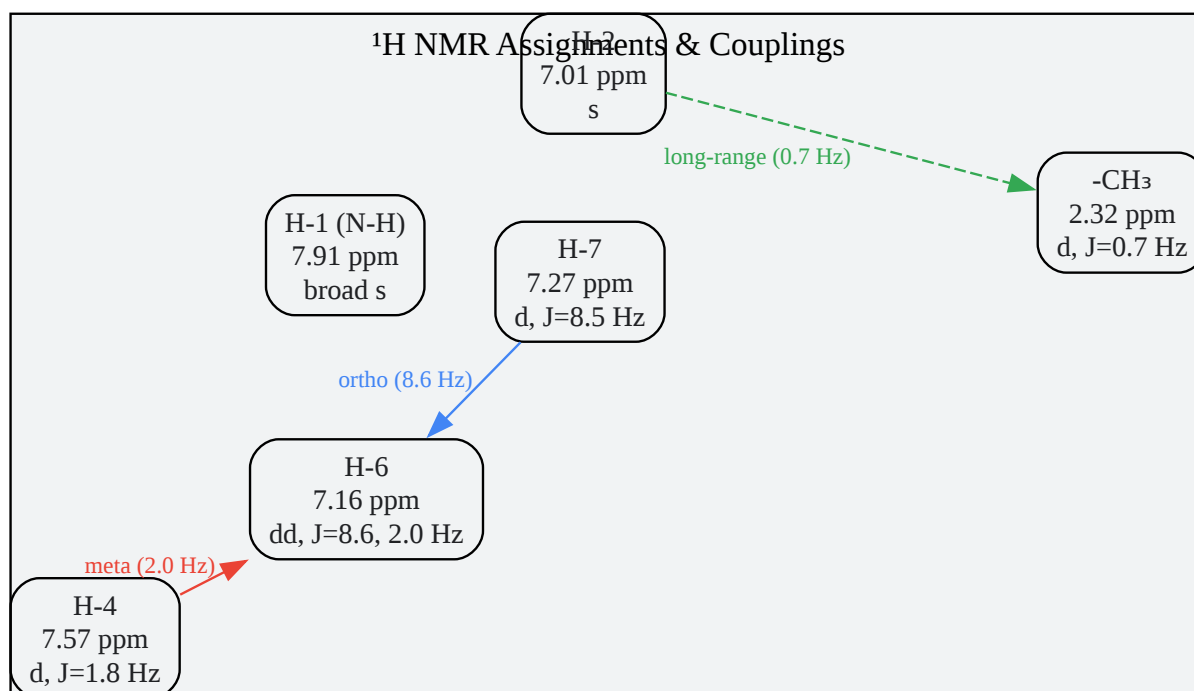 ¹H NMR Assignments & Couplings
H-2
7.01 ppm
s
long-range (0.7 Hz)
-CH₃
2.32 ppm
d, J=0.7 Hz
H-1 (N-H)
7.91 ppm
broad s
H-7
7.27 ppm
d, J=8.5 Hz
ortho (8.6 Hz)
H-6
7.16 ppm
dd, J=8.6, 2.0 Hz
meta (2.0 Hz)
H-4
7.57 ppm
d, J=1.8 Hz